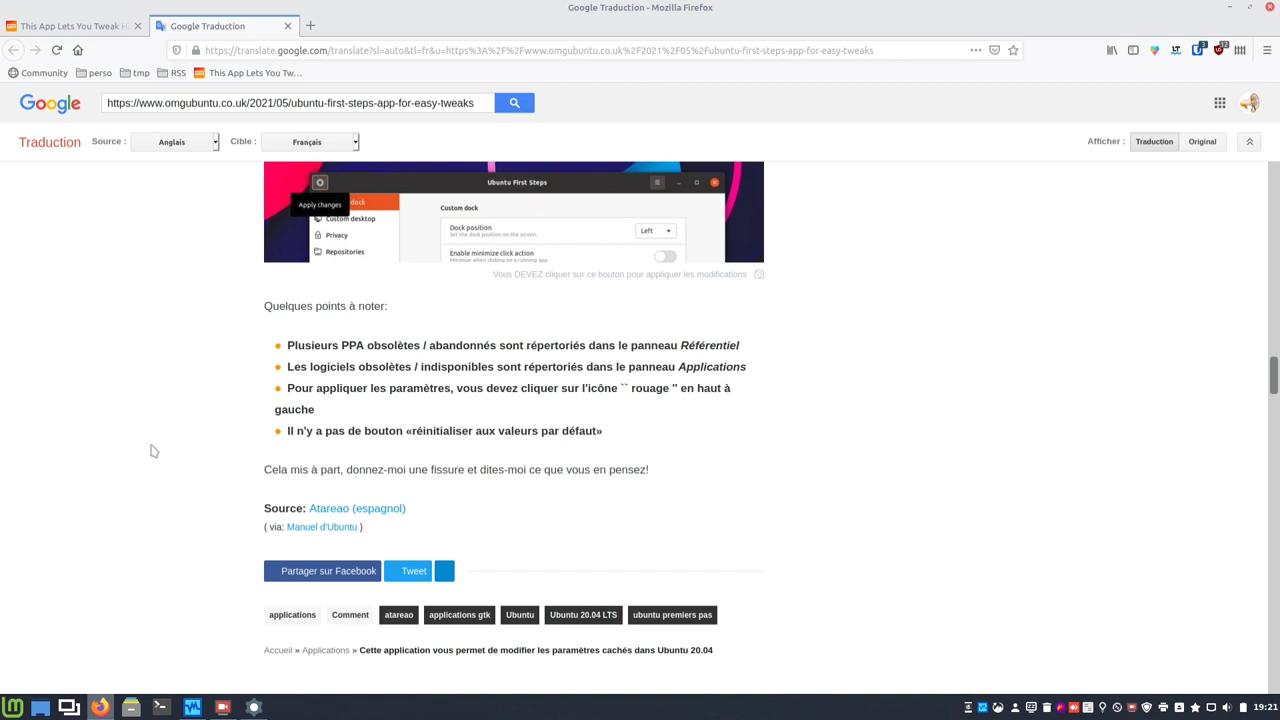 Google Traduction - Mozilla Firefox
This App Lets You Tweak Hi
Google Traduction
https://translate.google.com/translate?sl=auto&tl=fr&u=https%3A%2F%2Fwww.omgubuntu.co.uk%2F2021%2F05%2Fubuntu-first-steps-app-for-easy-tweaks
Community perso tmp RSS This App Lets You Tw…
Google https://www.omgubuntu.co.uk/2021/05/ubuntu-first-steps-app-for-easy-tweaks
Traduction Source : Anglais Cible : Français Afficher : Traduction Original
Ubuntu First Steps
dock
Apply changes
Custom desktop
Privacy
Repositories
Custom dock
Dock position
Set the dock position on the screen.
Left
Enable minimize click action
Minimize when clicking on a running app.
Vous DEVEZ cliquer sur ce bouton pour appliquer les modifications
Quelques points à noter:
Plusieurs PPA obsolètes / abandonnés sont répertoriés dans le panneau Référentiel
Les logiciels obsolètes / indisponibles sont répertoriés dans le panneau Applications
Pour appliquer les paramètres, vous devez cliquer sur l'icône `` rouage '' en haut à
gauche
Il n'y a pas de bouton «réinitialiser aux valeurs par défaut»
Cela mis à part, donnez-moi une fissure et dites-moi ce que vous en pensez!
Source: Atareao (espagnol)
( via: Manuel d'Ubuntu )
Partager sur Facebook Tweet
applications Comment atareao applications gtk Ubuntu Ubuntu 20.04 LTS ubuntu premiers pas
Accueil » Applications » Cette application vous permet de modifier les paramètres cachés dans Ubuntu 20.04
19:21